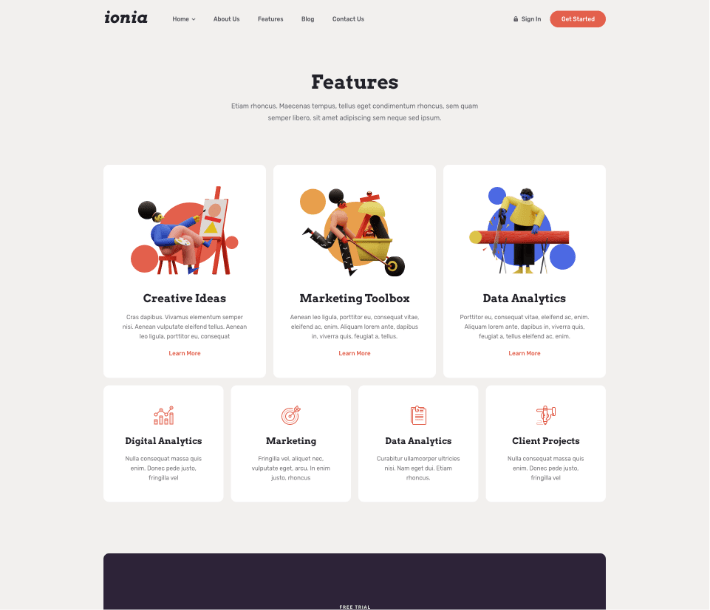 ionia
Home
About Us
Features
Blog
Contact Us
Sign In
Get Started
Features
Etiam rhoncus. Maecenas tempus, tellus eget condimentum rhoncus, sem quam
semper libero, sit amet adipiscing sem neque sed ipsum.
Creative Ideas
Cras dapibus. Vivamus elementum semper
nisi. Aenean vulputate eleifend tellus. Aenean
leo ligula, porttitor eu, consequat
Learn More
Marketing Toolbox
Aenean leo ligula, porttitor eu, consequat vitae,
eleifend ac, enim. Aliquam lorem ante, dapibus
in, viverra quis, feugiat a, tellus.
Learn More
Data Analytics
Porttitor eu, consequat vitae, eleifend ac, enim.
Aliquam lorem ante, dapibus in, viverra quis,
feugiat a, tellus eleifend ac, enim.
Learn More
Digital Analytics
Nulla consequat massa quis
enim. Donec pede justo,
fringilla vel
Marketing
Fringilla vel, aliquet nec,
vulputate eget, arcu. In enim
justo, rhoncus
Data Analytics
Curabitur ullamcorper ultricies
nisi. Nam eget dui. Etiam
rhoncus.
Client Projects
Nulla consequat massa quis
enim. Donec pede justo,
fringilla vel
FREE TRIAL